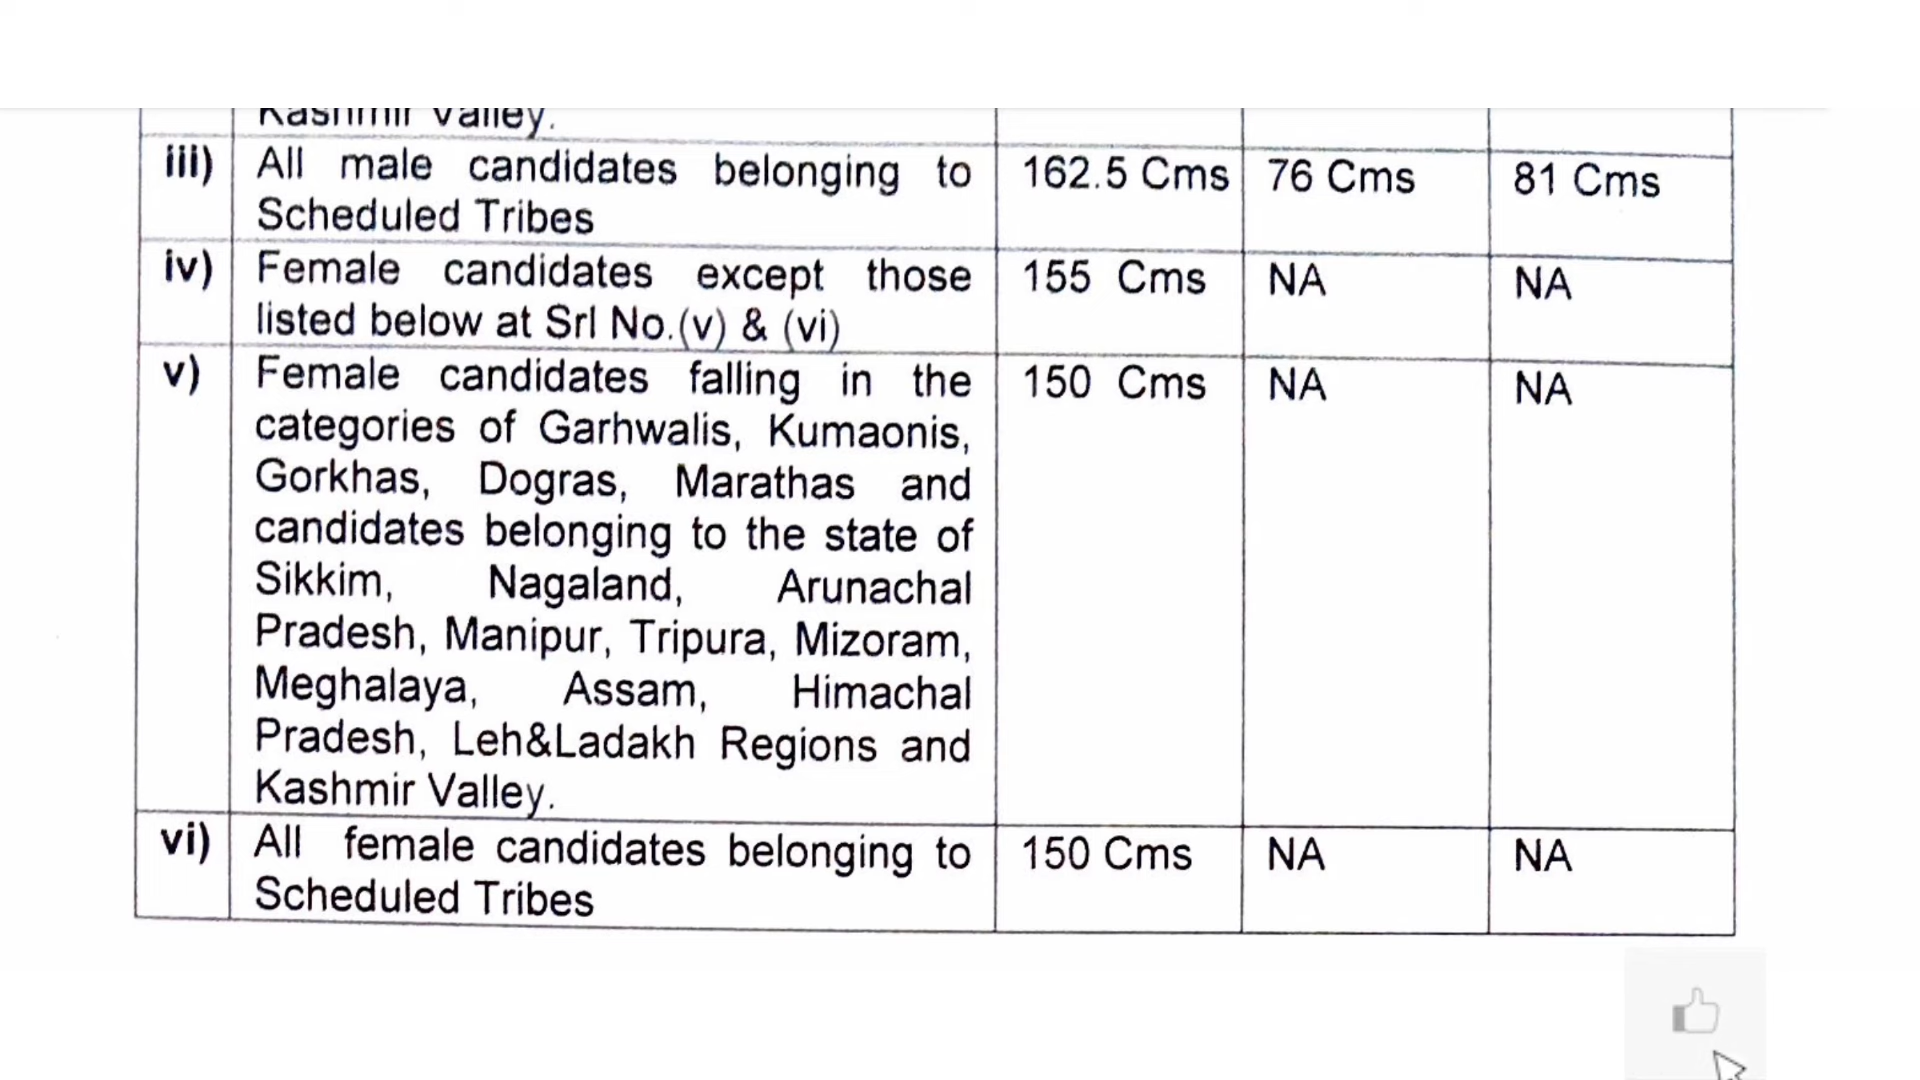 Kashmir Valley.
iii) All male candidates belonging to 162.5 Cms 76 Cms 81 Cms
Scheduled Tribes
iv) Female candidates except those 155 Cms NA NA
listed below at Srl No.(v) & (vi)
v) Female candidates falling in the 150 Cms NA NA
categories of Garhwalis, Kumaonis,
Gorkhas, Dogras, Marathas and
candidates belonging to the state of
Sikkim, Nagaland, Arunachal
Pradesh, Manipur, Tripura, Mizoram,
Meghalaya, Assam, Himachal
Pradesh, Leh&Ladakh Regions and
Kashmir Valley.
vi) All female candidates belonging to 150 Cms NA NA
Scheduled Tribes